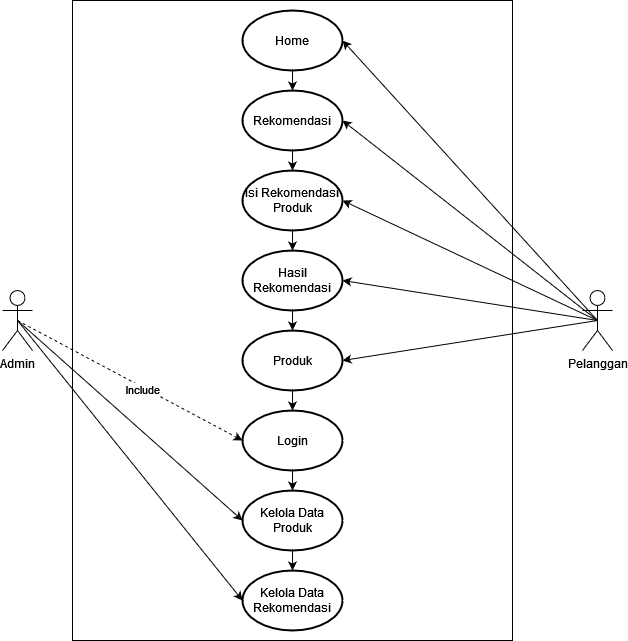 Home
Rekomendasi
Isi Rekomendasi
Produk
Hasil
Rekomendasi
Admin
Pelanggan
Produk
Include
Login
Kelola Data
Produk
Kelola Data
Rekomendasi